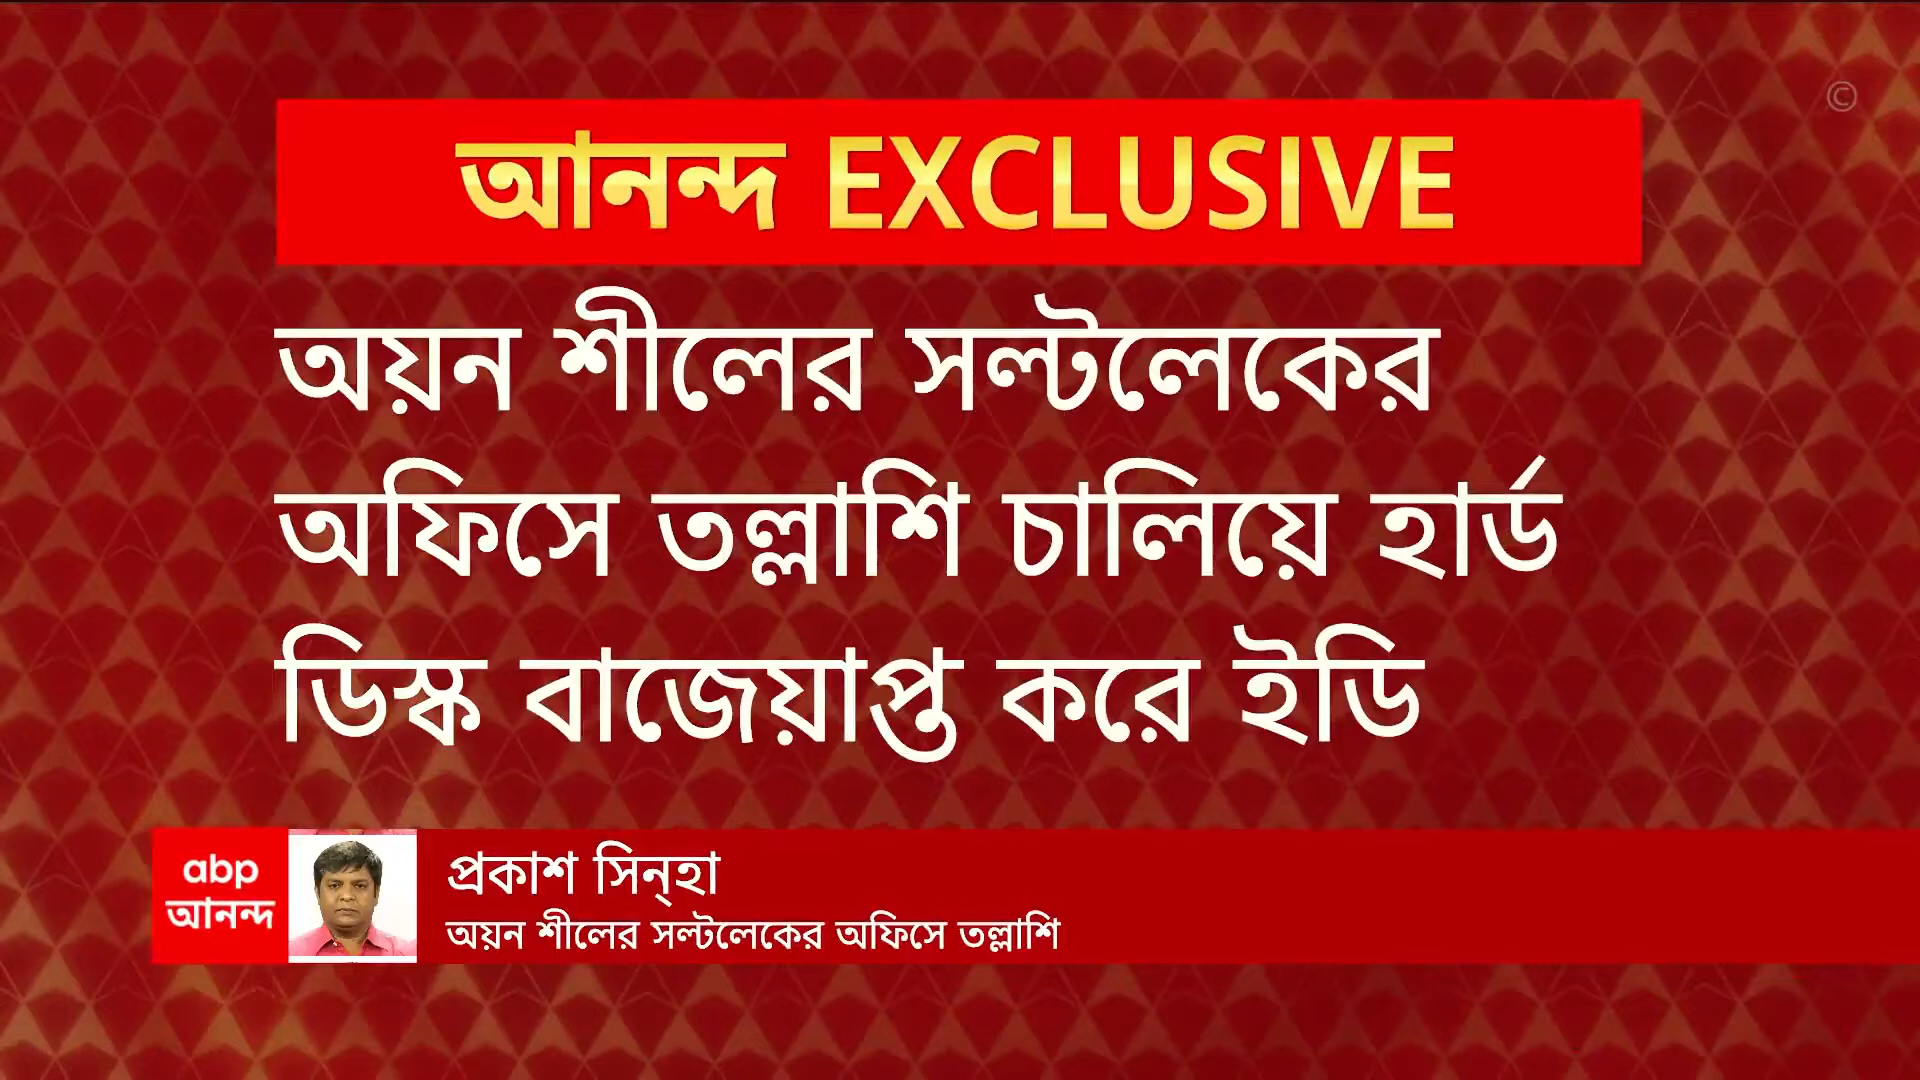 ©
আনন্দ EXCLUSIVE
অয়ন শীলের সল্টলেকের
অফিসে তল্লাশি চালিয়ে হার্ড
ডিস্ক বাজেয়াপ্ত করে ইডি
abp
আনন্দ
প্রকাশ সিন্‌হা
অয়ন শীলের সল্টলেকের অফিসে তল্লাশি